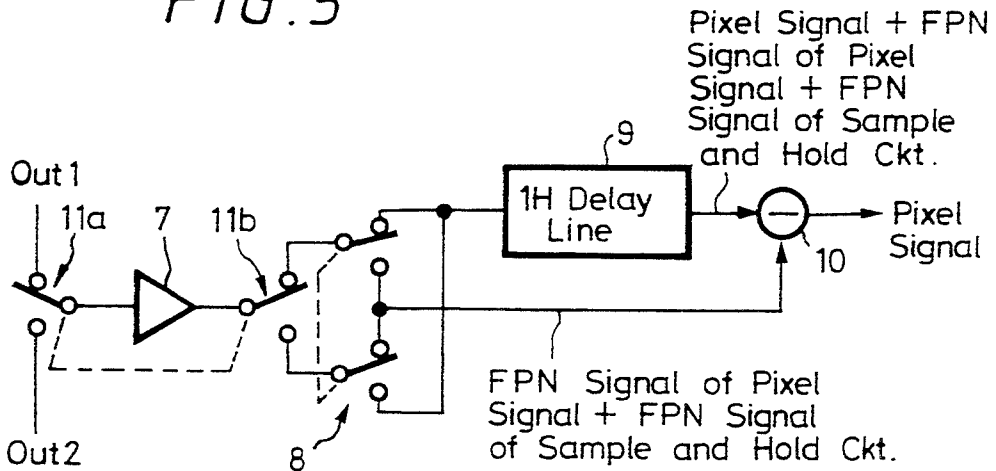 FIG. 5
Pixel Signal + FPN
Signal of Pixel
Signal + FPN
Signal of Sample
and Hold Ckt.
9
Out1
11a
7
11b
1H Delay
Line
Pixel
Signal
10
FPN Signal of Pixel
Signal + FPN Signal
of Sample and Hold Ckt.
Out2
8